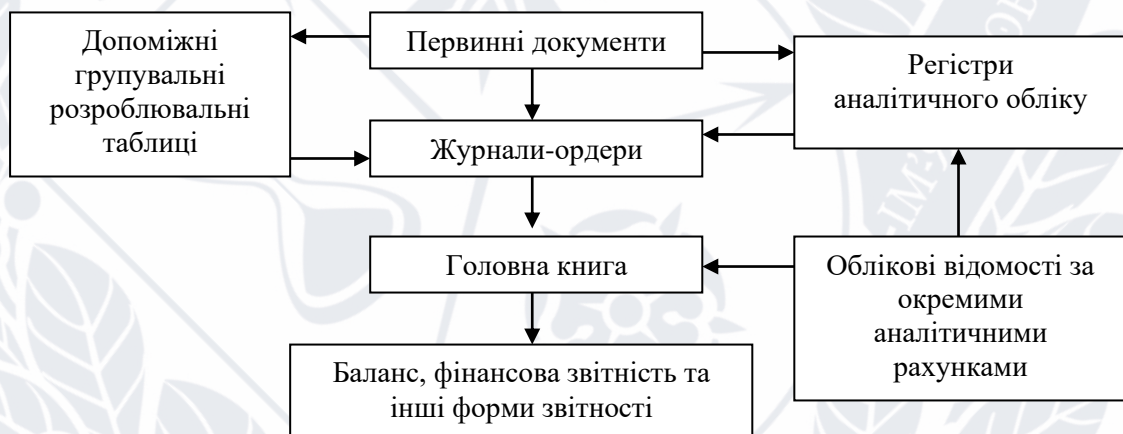 Допоміжні
групувальні
розроблювальні
таблиці
Первинні документи
Регістри
аналітичного обліку
Журнали-ордери
Головна книга
Облікові відомості за
окремими
аналітичними
рахунками
Баланс, фінансова звітність та
інші форми звітності